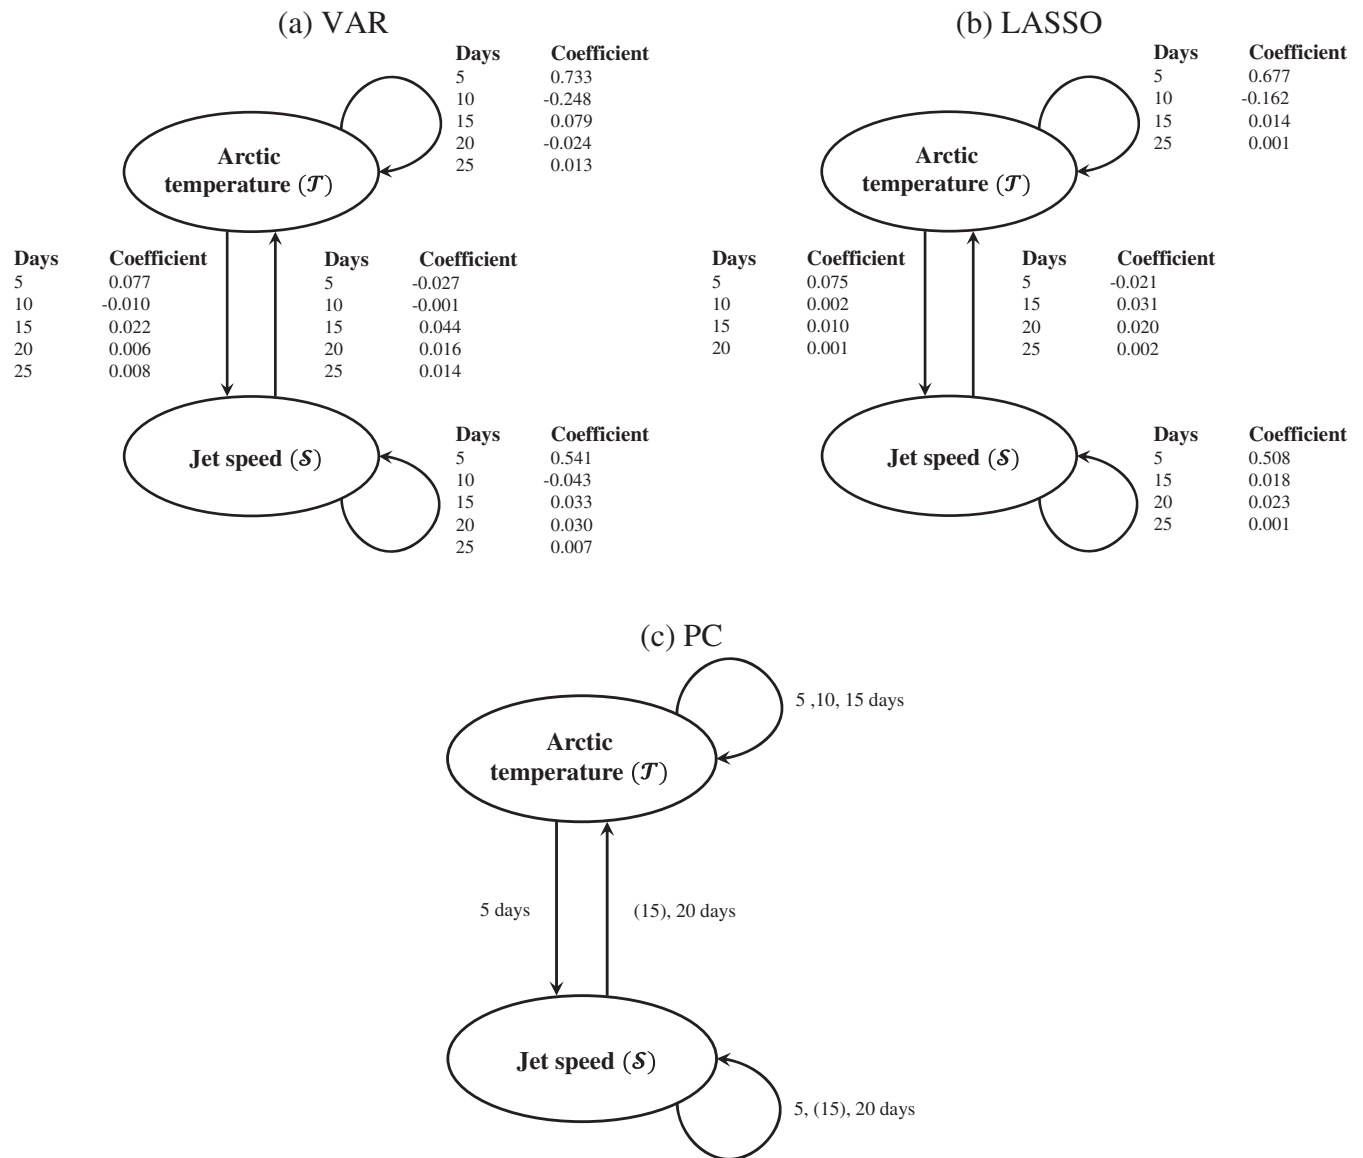 (a) VAR
Days Coefficient
5 0.733
10 -0.248
15 0.079
20 -0.024
25 0.013
Arctic
temperature (𝒯)
Days Coefficient
5 0.077
10 -0.010
15 0.022
20 0.006
25 0.008
Days Coefficient
5 -0.027
10 -0.001
15 0.044
20 0.016
25 0.014
Jet speed (𝒮)
Days Coefficient
5 0.541
10 -0.043
15 0.033
20 0.030
25 0.007
(b) LASSO
Days Coefficient
5 0.677
10 -0.162
15 0.014
25 0.001
Arctic
temperature (𝒯)
Days Coefficient
5 0.075
10 0.002
15 0.010
20 0.001
Days Coefficient
5 -0.021
15 0.031
20 0.020
25 0.002
Jet speed (𝒮)
Days Coefficient
5 0.508
15 0.018
20 0.023
25 0.001
(c) PC
5 ,10, 15 days
Arctic
temperature (𝒯)
5 days
(15), 20 days
Jet speed (𝒮)
5, (15), 20 days